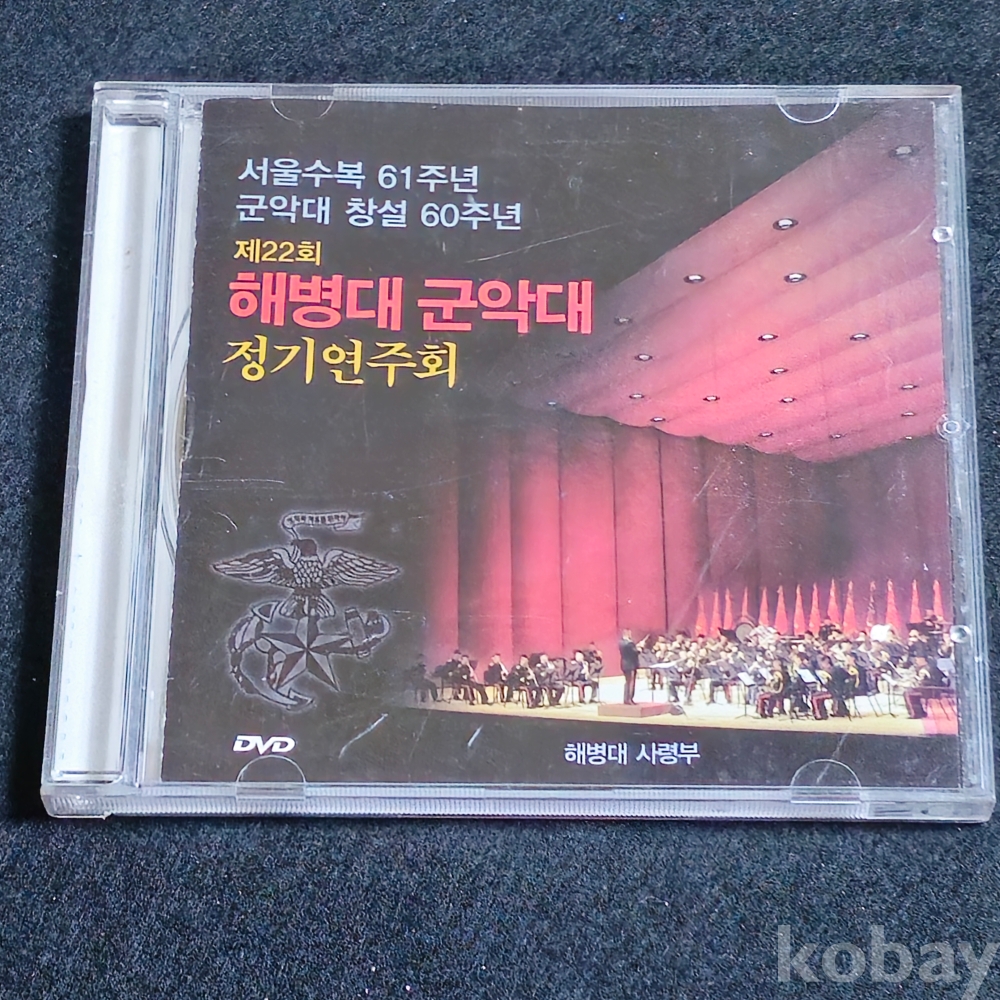 서울수복 61주년
군악대 창설 60주년
제22회
해병대 군악대
정기연주회
DVD
해병대 사령부
kobay